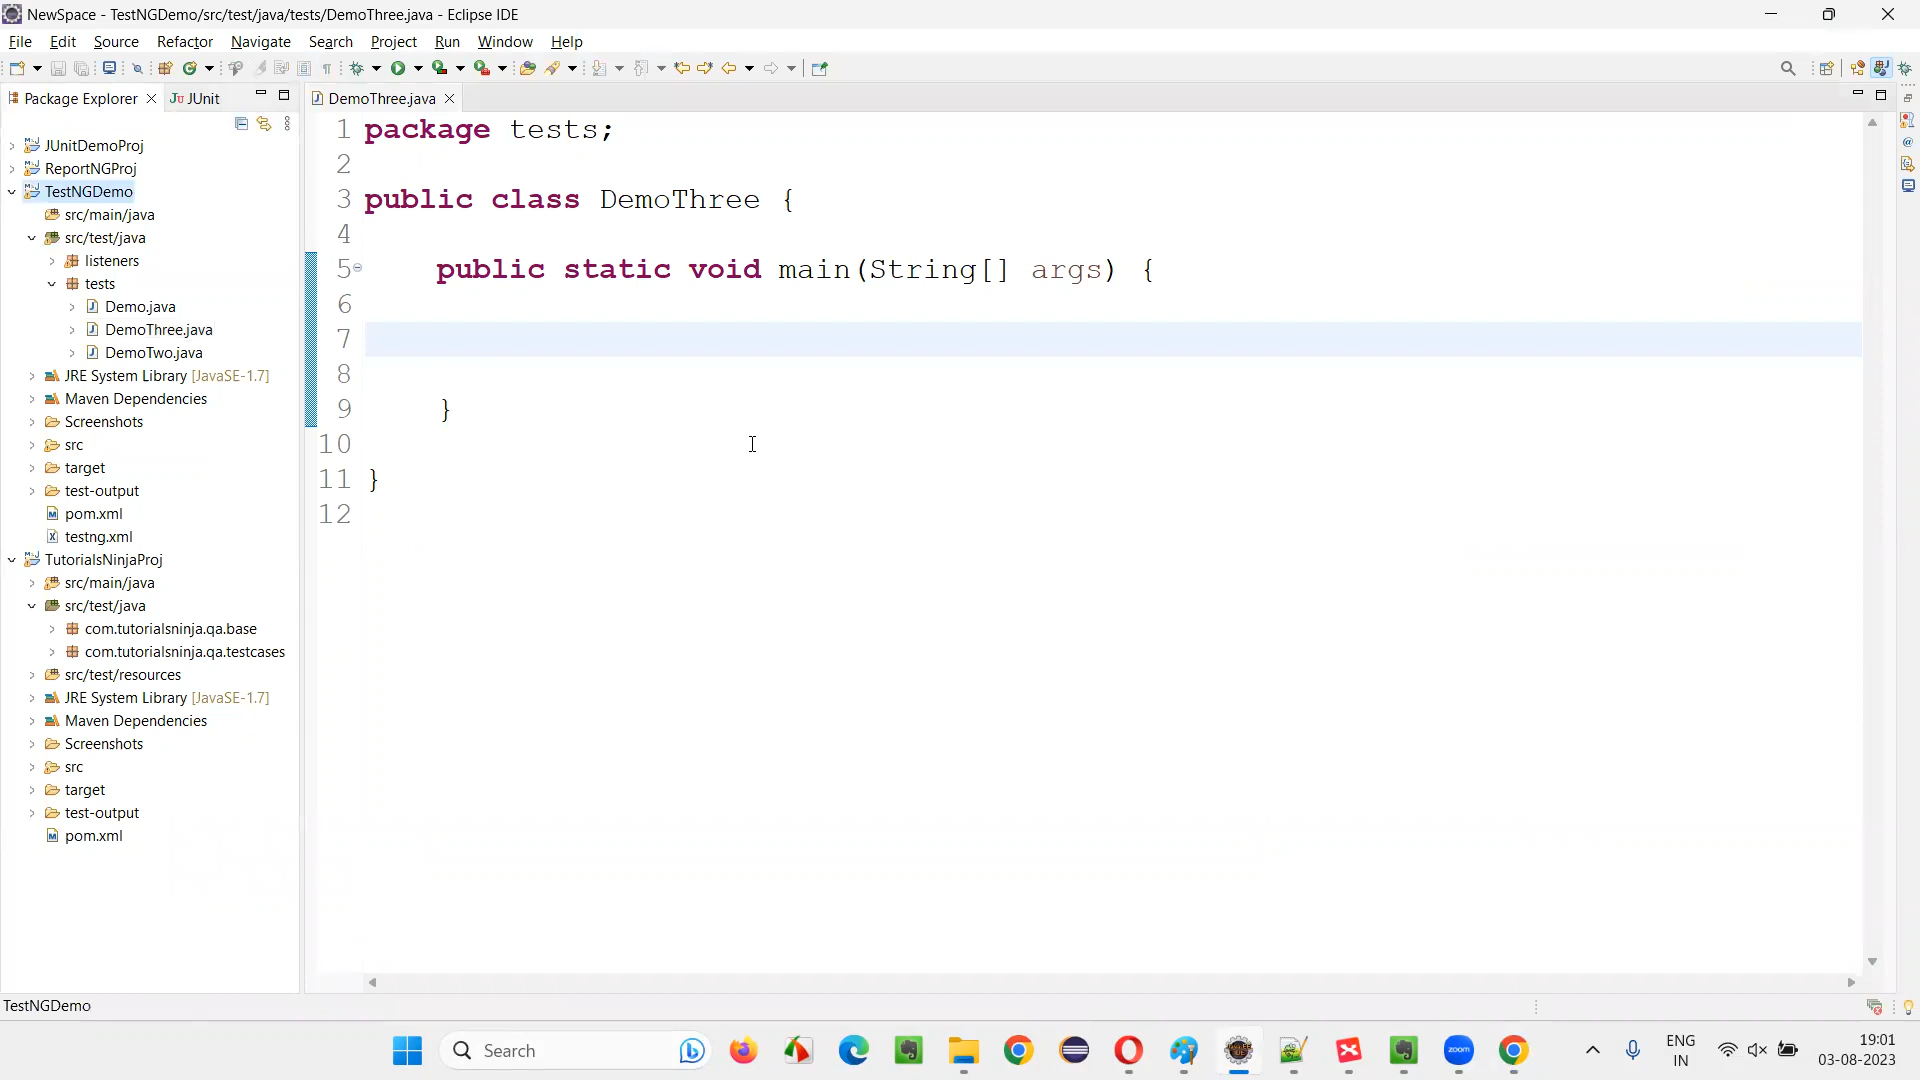 NewSpace - TestNGDemo/src/test/java/tests/DemoThree.java - Eclipse IDE
File Edit Source Refactor Navigate Search Project Run Window Help
Package Explorer
JUnit
DemoThree.java
JUnitDemoProj
ReportNGProj
TestNGDemo
src/main/java
src/test/java
listeners
tests
Demo.java
DemoThree.java
DemoTwo.java
JRE System Library [JavaSE-1.7]
Maven Dependencies
Screenshots
src
target
test-output
pom.xml
testng.xml
TutorialsNinjaProj
src/main/java
src/test/java
com.tutorialsninja.qa.base
com.tutorialsninja.qa.testcases
src/test/resources
JRE System Library [JavaSE-1.7]
Maven Dependencies
Screenshots
src
target
test-output
pom.xml
1 package tests;
2
3 public class DemoThree {
4
5 public static void main(String[] args) {
6
7
8
9 }
10
11 }
12
TestNGDemo
Search
zoom
ENG
IN
19:01
03-08-2023